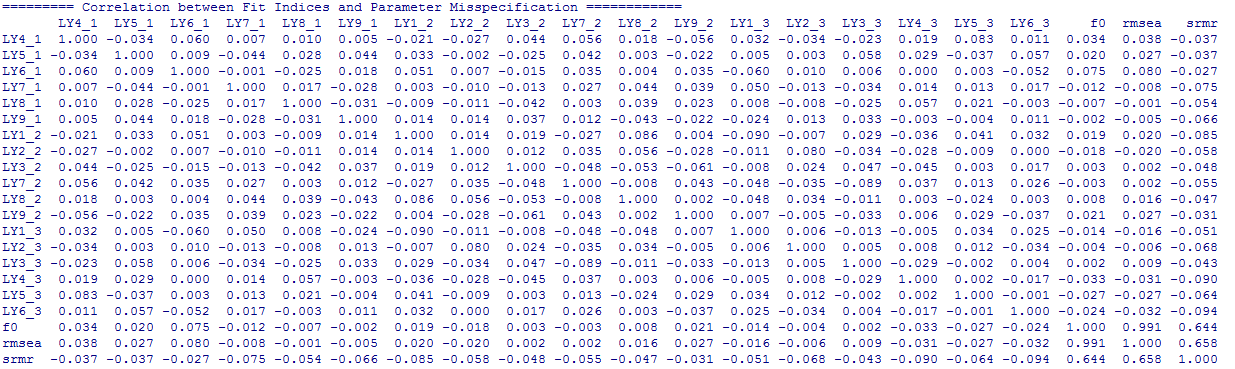 ========= Correlation between Fit Indices and Parameter Misspecification ============
LY4_1 LY5_1 LY6_1 LY7_1 LY8_1 LY9_1 LY1_2 LY2_2 LY3_2 LY7_2 LY8_2 LY9_2 LY1_3 LY2_3 LY3_3 LY4_3 LY5_3 LY6_3 f0 rmsea srmr
LY4_1 1.000 -0.034 0.060 0.007 0.010 0.005 -0.021 -0.027 0.044 0.056 0.018 -0.056 0.032 -0.034 -0.023 0.019 0.083 0.011 0.034 0.038 -0.037
LY5_1 -0.034 1.000 0.009 -0.044 0.028 0.044 0.033 -0.002 -0.025 0.042 0.003 -0.022 0.005 0.003 0.058 0.029 -0.037 0.057 0.020 0.027 -0.037
LY6_1 0.060 0.009 1.000 -0.001 -0.025 0.018 0.051 0.007 -0.015 0.035 0.004 0.035 -0.060 0.010 0.006 0.000 0.003 -0.052 0.075 0.080 -0.027
LY7_1 0.007 -0.044 -0.001 1.000 0.017 -0.028 0.003 -0.010 -0.013 0.027 0.044 0.039 0.050 -0.013 -0.034 0.014 0.013 0.017 -0.012 -0.008 -0.075
LY8_1 0.010 0.028 -0.025 0.017 1.000 -0.031 -0.009 -0.011 -0.042 0.003 0.039 0.023 0.008 -0.008 -0.025 0.057 0.021 -0.003 -0.007 -0.001 -0.054
LY9_1 0.005 0.044 0.018 -0.028 -0.031 1.000 0.014 0.014 0.037 0.012 -0.043 -0.022 -0.024 0.013 0.033 -0.003 -0.004 0.011 -0.002 -0.005 -0.066
LY1_2 -0.021 0.033 0.051 0.003 -0.009 0.014 1.000 0.014 0.019 -0.027 0.086 0.004 -0.090 -0.007 0.029 -0.036 0.041 0.032 0.019 0.020 -0.085
LY2_2 -0.027 -0.002 0.007 -0.010 -0.011 0.014 0.014 1.000 0.012 0.035 0.056 -0.028 -0.011 0.080 -0.034 -0.028 -0.009 0.000 -0.018 -0.020 -0.058
LY3_2 0.044 -0.025 -0.015 -0.013 -0.042 0.037 0.019 0.012 1.000 -0.048 -0.053 -0.061 -0.008 0.024 0.047 -0.045 0.003 0.017 0.003 0.002 -0.048
LY7_2 0.056 0.042 0.035 0.027 0.003 0.012 -0.027 0.035 -0.048 1.000 -0.008 0.043 -0.048 -0.035 -0.089 0.037 0.013 0.026 -0.003 0.002 -0.055
LY8_2 0.018 0.003 0.004 0.044 0.039 -0.043 0.086 0.056 -0.053 -0.008 1.000 0.002 -0.048 0.034 -0.011 0.003 -0.024 0.003 0.008 0.016 -0.047
LY9_2 -0.056 -0.022 0.035 0.039 0.023 -0.022 0.004 -0.028 -0.061 0.043 0.002 1.000 0.007 -0.005 -0.033 0.006 0.029 -0.037 0.021 0.027 -0.031
LY1_3 0.032 0.005 -0.060 0.050 0.008 -0.024 -0.090 -0.011 -0.008 -0.048 -0.048 0.007 1.000 0.006 -0.013 -0.005 0.034 0.025 -0.014 -0.016 -0.051
LY2_3 -0.034 0.003 0.010 -0.013 -0.008 0.013 -0.007 0.080 0.024 -0.035 0.034 -0.005 0.006 1.000 0.005 0.008 0.012 -0.034 -0.004 -0.006 -0.068
LY3_3 -0.023 0.058 0.006 -0.034 -0.025 0.033 0.029 -0.034 0.047 -0.089 -0.011 -0.033 -0.013 0.005 1.000 -0.029 -0.002 0.004 0.002 0.009 -0.043
LY4_3 0.019 0.029 0.000 0.014 0.057 -0.003 -0.036 -0.028 -0.045 0.037 0.003 0.006 -0.005 0.008 -0.029 1.000 0.002 -0.017 -0.033 -0.031 -0.090
LY5_3 0.083 -0.037 0.003 0.013 0.021 -0.004 0.041 -0.009 0.003 0.013 -0.024 0.029 0.034 0.012 -0.002 0.002 1.000 -0.001 -0.027 -0.027 -0.064
LY6_3 0.011 0.057 -0.052 0.017 -0.003 0.011 0.032 0.000 0.017 0.026 0.003 -0.037 0.025 -0.034 0.004 -0.017 -0.001 1.000 -0.024 -0.032 -0.094
f0 0.034 0.020 0.075 -0.012 -0.007 -0.002 0.019 -0.018 0.003 -0.003 0.008 0.021 -0.014 -0.004 0.002 -0.033 -0.027 -0.024 1.000 0.991 0.644
rmsea 0.038 0.027 0.080 -0.008 -0.001 -0.005 0.020 -0.020 0.002 0.002 0.016 0.027 -0.016 -0.006 0.009 -0.031 -0.027 -0.032 0.991 1.000 0.658
srmr -0.037 -0.037 -0.027 -0.075 -0.054 -0.066 -0.085 -0.058 -0.048 -0.055 -0.047 -0.031 -0.051 -0.068 -0.043 -0.090 -0.064 -0.094 0.644 0.658 1.000